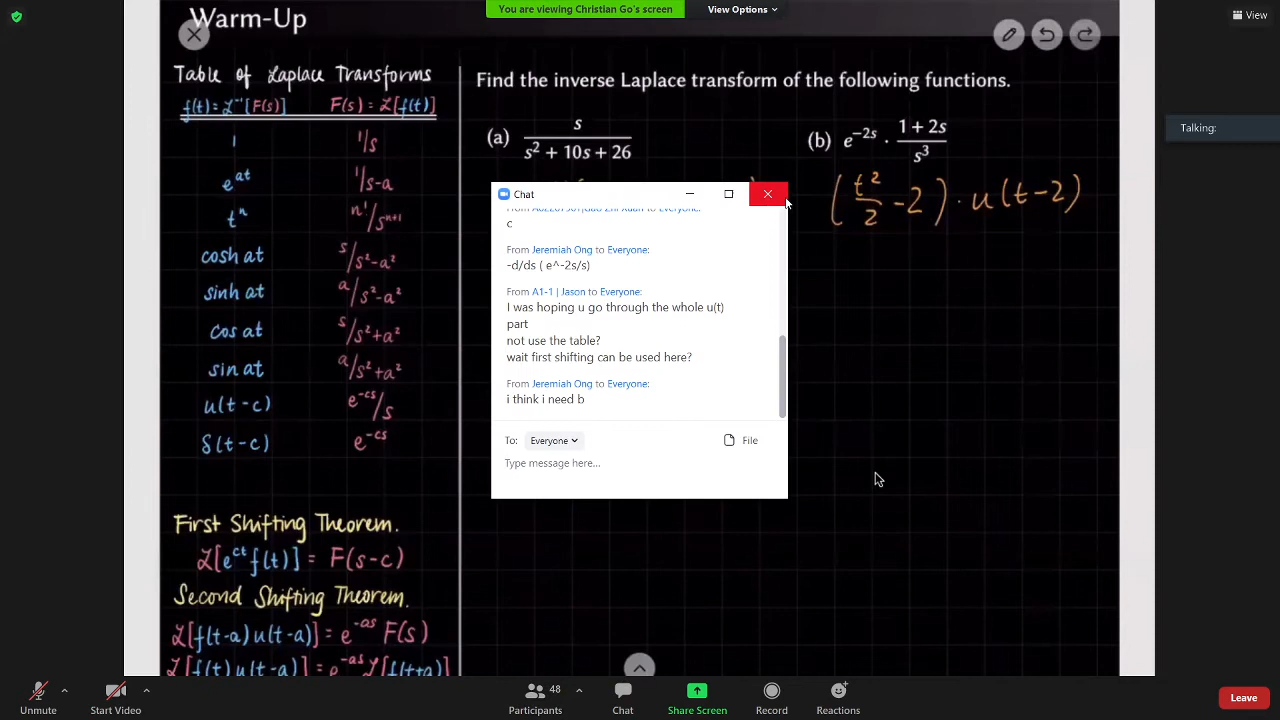 You are viewing Christian Go's screen
View Options
View
Warm-Up
Talking:
Table of Laplace Transforms
f(t) = ℒ⁻¹[F(s)] F(s) = ℒ[f(t)]
1 1/s
e^at 1/s-a
t^n n!/s^n+1
cosh at s/s²-a²
sinh at a/s²-a²
cos at s/s²+a²
sin at a/s²+a²
u(t-c) e^-cs/s
δ(t-c) e^-cs
First Shifting Theorem.
ℒ[e^ct f(t)] = F(s-c)
Second Shifting Theorem.
ℒ[f(t-a)u(t-a)] = e^-as F(s)
ℒ[f(t)u(t-a)] = e^-as ℒ[f(t+a)]
Find the inverse Laplace transform of the following functions.
(a) s / s² + 10s + 26
(b) e^−2s · 1 + 2s / s³
(t²/2 - 2) · u(t-2)
Chat
to Everyone:
c
From Jeremiah Ong to Everyone:
-d/ds ( e^-2s/s)
From A1-1 | Jason to Everyone:
I was hoping u go through the whole u(t)
part
not use the table?
wait first shifting can be used here?
From Jeremiah Ong to Everyone:
i think i need b
To: Everyone File
Type message here...
Unmute
Start Video
48
Participants
Chat
Share Screen
Record
Reactions
Leave